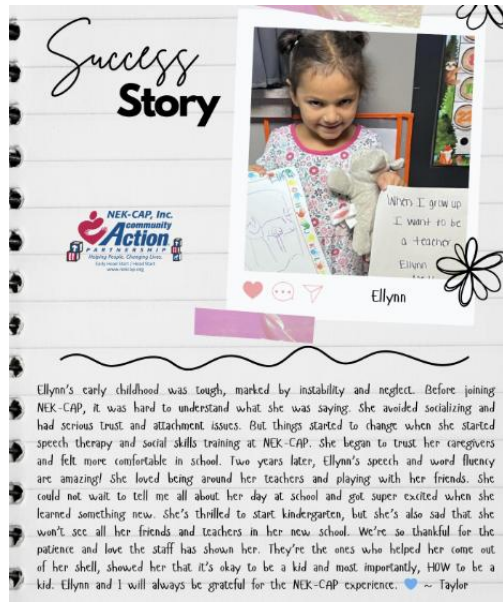 Success
Story
NEK-CAP, Inc.
community
Action
PARTNERSHIP
Helping People. Changing Lives.
Early Head Start / Head Start
www.nekcap.org
When I grow up
I want to be
a teacher
Ellynn
Ellynn
Ellynn's early childhood was tough, marked by instability and neglect. Before joining
NEK-CAP, it was hard to understand what she was saying. She avoided socializing and
had serious trust and attachment issues. But things started to change when she started
speech therapy and social skills training at NEK-CAP. She began to trust her caregivers
and felt more comfortable in school. Two years later, Ellynn's speech and word fluency
are amazing! She loved being around her teachers and playing with her friends. She
could not wait to tell me all about her day at school and got super excited when she
learned something new. She's thrilled to start kindergarten, but she's also sad that she
won't see all her friends and teachers in her new school. We're so thankful for the
patience and love the staff has shown her. They're the ones who helped her come out
of her shell, showed her that it's okay to be a kid and most importantly, HOW to be a
kid. Ellynn and I will always be grateful for the NEK-CAP experience. 💙 ~ Taylor